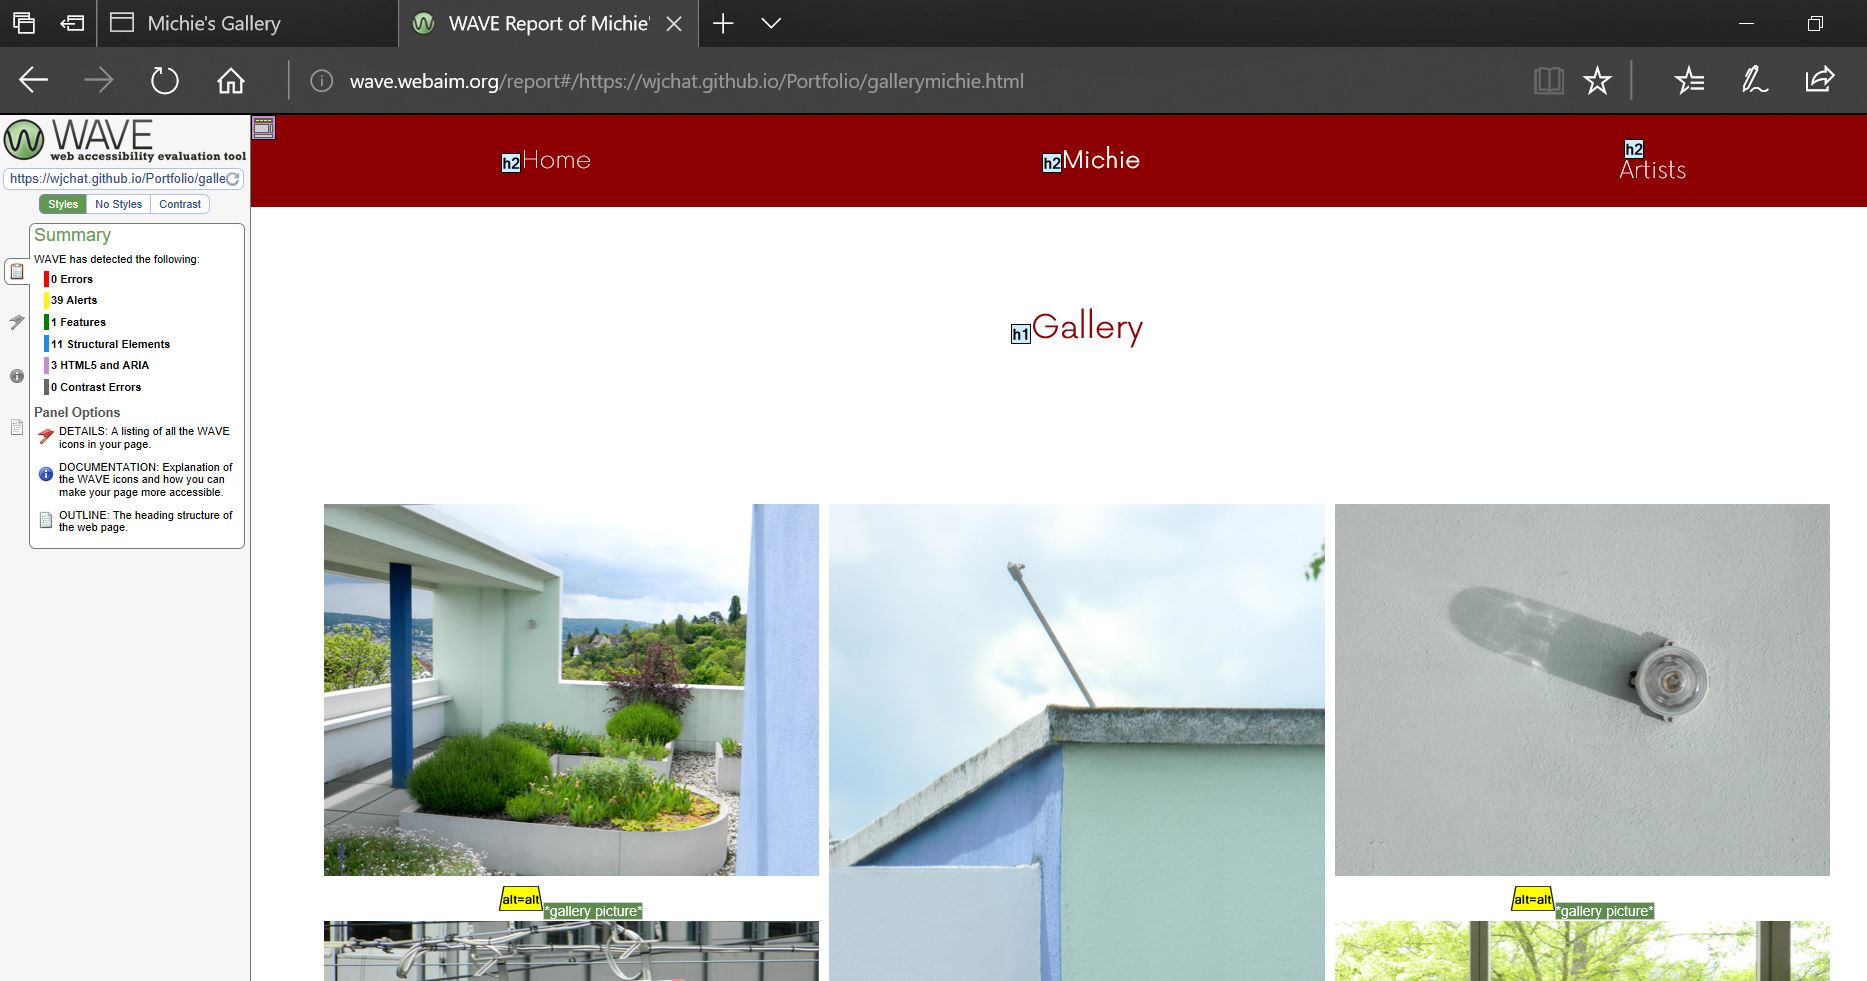 Michie's Gallery
WAVE Report of Michie'
wave.webaim.org/report#/https://wjchat.github.io/Portfolio/gallerymichie.html
WAVE
web accessibility evaluation tool
https://wjchat.github.io/Portfolio/galle
Styles No Styles Contrast
Summary
WAVE has detected the following:
0 Errors
39 Alerts
1 Features
11 Structural Elements
3 HTML5 and ARIA
0 Contrast Errors
Panel Options
DETAILS: A listing of all the WAVE
icons in your page.
DOCUMENTATION: Explanation of
the WAVE icons and how you can
make your page more accessible.
OUTLINE: The heading structure of
the web page.
h2 Home
h2 Michie
h2
Artists
h1 Gallery
alt=alt *gallery picture*
alt=alt *gallery picture*